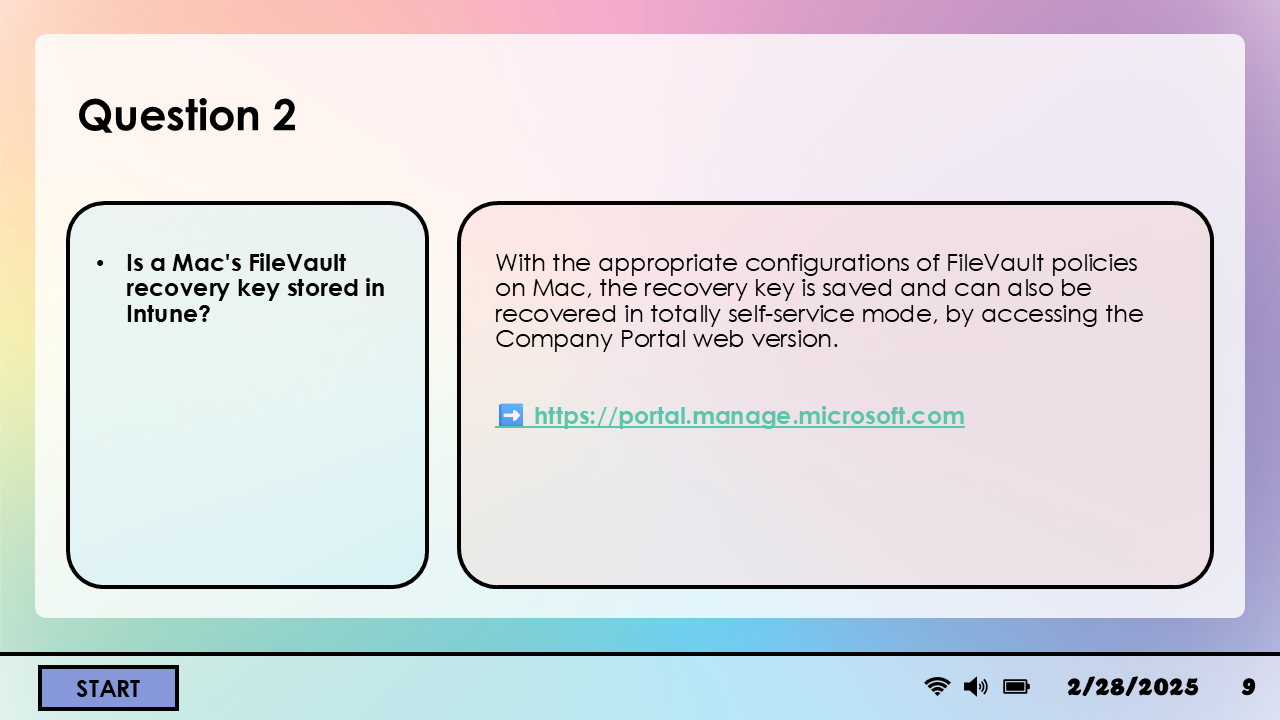 Question 2
• Is a Mac's FileVault
recovery key stored in
Intune?
With the appropriate configurations of FileVault policies
on Mac, the recovery key is saved and can also be
recovered in totally self-service mode, by accessing the
Company Portal web version.
➡ https://portal.manage.microsoft.com
START
2/28/2025
9